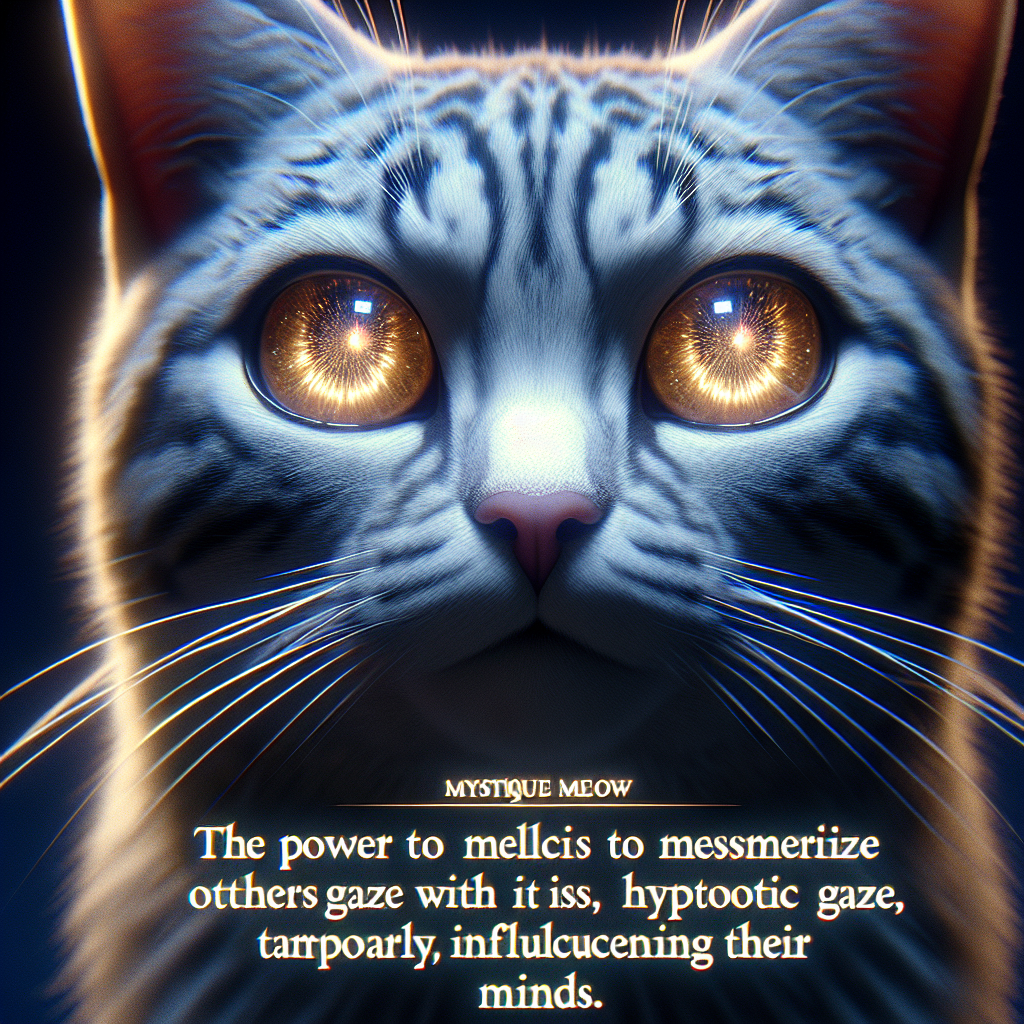 MYSTIQUE MEOW
The power to mellcis to messmeriize
otthers gaze with it iss, hyptootic gaze,
tarrpoarly, influlcucening their
minds.